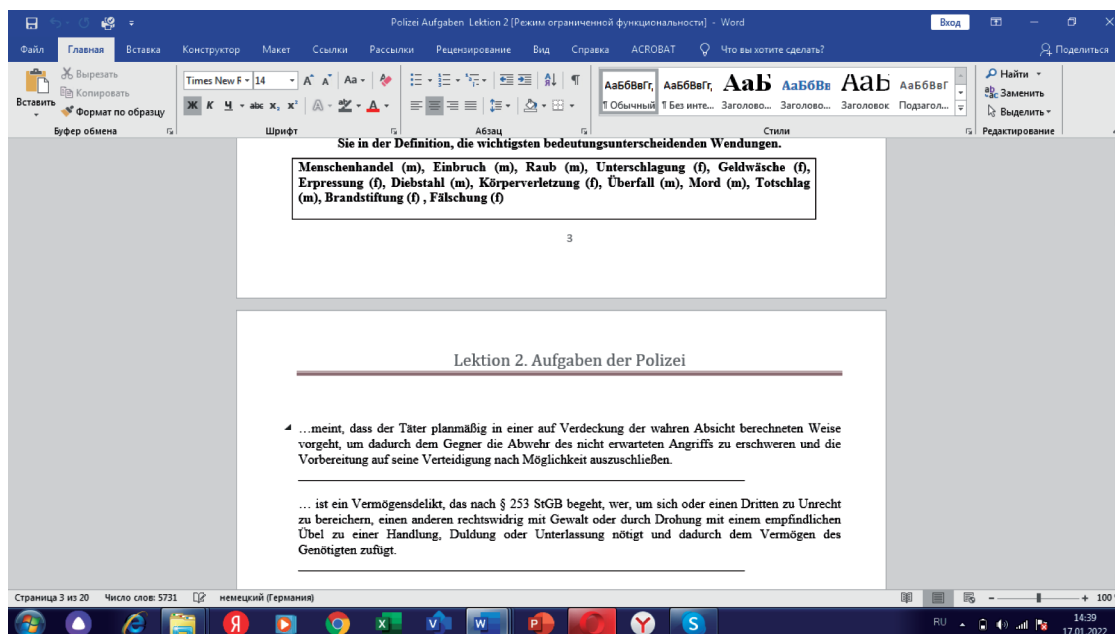 Polizei Aufgaben Lektion 2 [Режим ограниченной функциональности] - Word
Вход
Файл Главная Вставка Конструктор Макет Ссылки Рассылки Рецензирование Вид Справка ACROBAT Что вы хотите сделать? Поделиться
Вставить
Вырезать
Копировать
Формат по образцу
Буфер обмена
Times New F 14
Ж К Ч abc x₂ x²
Шрифт
Абзац
АаБбВвГг, АаБбВвГг, АаБ АаБбВв АаБ АаБбВвГ
¶ Обычный ¶ Без инте... Заголово... Заголово... Заголовок Подзагол...
Стили
Найти
Заменить
Выделить
Редактирование
Sie in der Definition, die wichtigsten bedeutungsunterscheidenden Wendungen.
Menschenhandel (m), Einbruch (m), Raub (m), Unterschlagung (f), Geldwäsche (f),
Erpressung (f), Diebstahl (m), Körperverletzung (f), Überfall (m), Mord (m), Totschlag
(m), Brandstiftung (f) , Fälschung (f)
3
Lektion 2. Aufgaben der Polizei
…meint, dass der Täter planmäßig in einer auf Verdeckung der wahren Absicht berechneten Weise
vorgeht, um dadurch dem Gegner die Abwehr des nicht erwarteten Angriffs zu erschweren und die
Vorbereitung auf seine Verteidigung nach Möglichkeit auszuschließen.
… ist ein Vermögensdelikt, das nach § 253 StGB begeht, wer, um sich oder einen Dritten zu Unrecht
zu bereichern, einen anderen rechtswidrig mit Gewalt oder durch Drohung mit einem empfindlichen
Übel zu einer Handlung, Duldung oder Unterlassung nötigt und dadurch dem Vermögen des
Genötigten zufügt.
Страница 3 из 20 Число слов: 5731 немецкий (Германия) 100
RU 14:39
17.01.2022